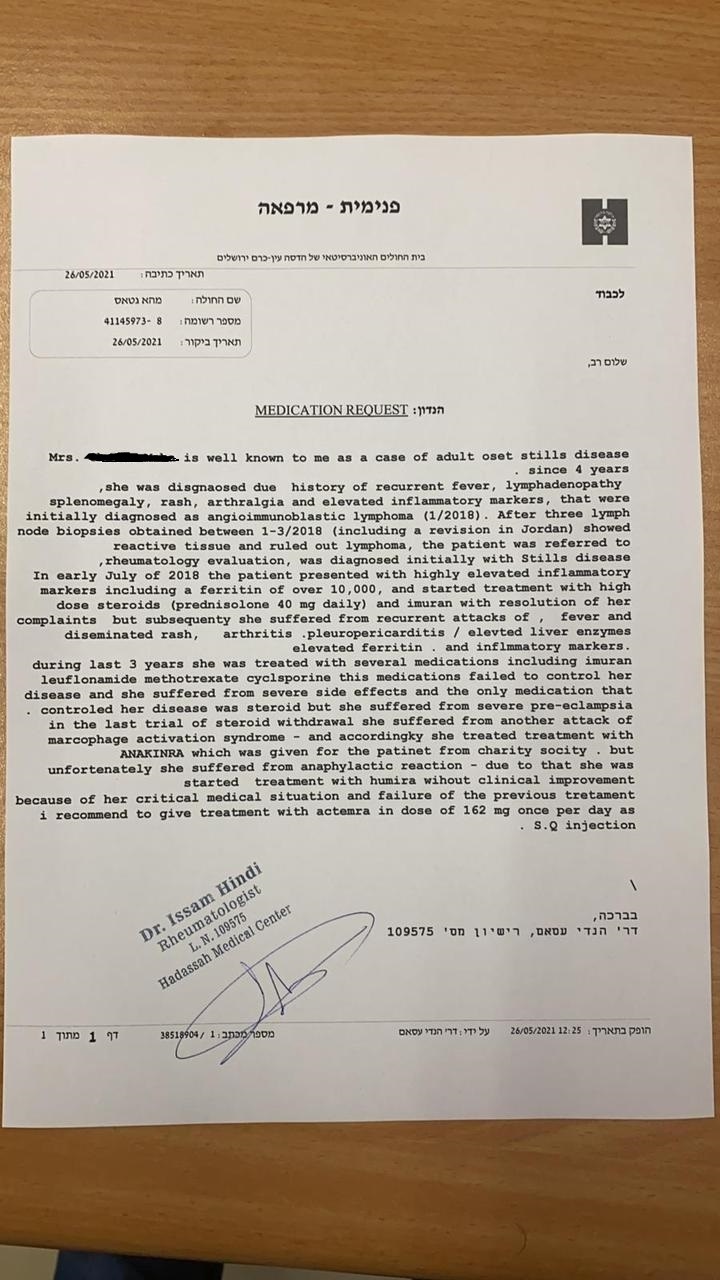 פנימית - מרפאה
בית החולים האוניברסיטאי של הדסה עין-כרם ירושלים
תאריך כתיבה: 26/05/2021
לכבוד
שם החולה: מהא נטאס
מספר רשומה: 41145973- 8
תאריך ביקור: 26/05/2021
שלום רב,
הנדון: MEDICATION REQUEST
Mrs. is well known to me as a case of adult oset stills disease
. since 4 years
,she was disgnaosed due history of recurrent fever, lymphadenopathy
splenomegaly, rash, arthralgia and elevated inflammatory markers, that were
initially diagnosed as angioimmunoblastic lymphoma (1/2018). After three lymph
node biopsies obtained between 1-3/2018 (including a revision in Jordan) showed
reactive tissue and ruled out lymphoma, the patient was referred to
,rheumatology evaluation, was diagnosed initially with Stills disease
In early July of 2018 the patient presented with highly elevated inflammatory
markers including a ferritin of over 10,000, and started treatment with high
dose steroids (prednisolone 40 mg daily) and imuran with resolution of her
complaints but subsequenty she suffered from recurrent attacks of , fever and
diseminated rash, arthritis .pleuropericarditis / elevted liver enzymes
elevated ferritin . and inflmmatory markers.
during last 3 years she was treated with several medications including imuran
leuflonamide methotrexate cyclsporine this medications failed to control her
disease and she suffered from severe side effects and the only medication that
. controled her disease was steroid but she suffered from severe pre-eclampsia
in the last trial of steroid withdrawal she suffered from another attack of
marcophage activation syndrome - and accordingky she treated treatment with
ANAKINRA which was given for the patinet from charity socity . but
unfortenately she suffered from anaphylactic reaction - due to that she was
started treatment with humira wihout clinical improvement
because of her critical medical situation and failure of the previous tretament
i recommend to give treatment with actemra in dose of 162 mg once per day as
. S.Q injection
\
בברכה,
דר' הנדי עסאם, רישיון מס' 109575
Dr. Issam Hindi
Rheumatologist
L. N. 109575
Hadassah Medical Center
הופק בתאריך: 26/05/2021 12:25 על ידי: דר' הנדי עסאם מספר מכתב: 1 /38518904 דף 1 מתוך 1